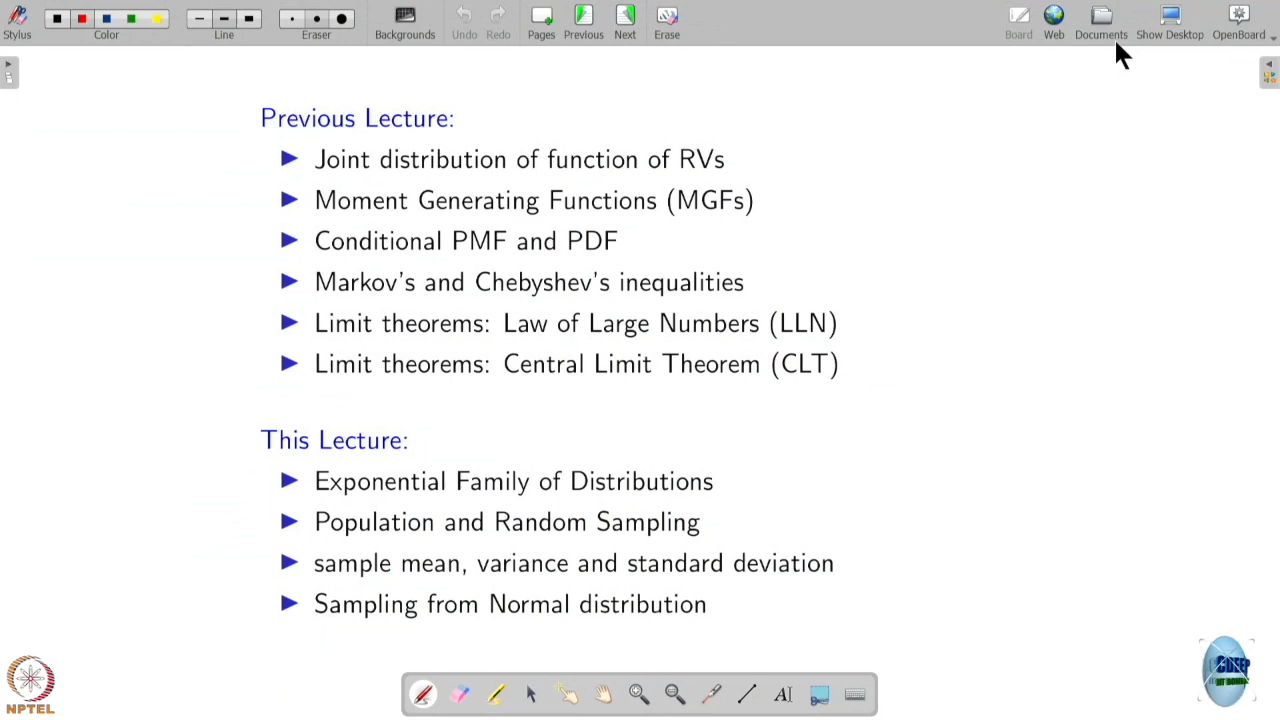 Stylus
Color
Line
Eraser
Backgrounds
Undo
Redo
Pages
Previous
Next
Erase
Board
Web
Documents
Show Desktop
OpenBoard
Previous Lecture:
Joint distribution of function of RVs
Moment Generating Functions (MGFs)
Conditional PMF and PDF
Markov's and Chebyshev's inequalities
Limit theorems: Law of Large Numbers (LLN)
Limit theorems: Central Limit Theorem (CLT)
This Lecture:
Exponential Family of Distributions
Population and Random Sampling
sample mean, variance and standard deviation
Sampling from Normal distribution
NPTEL